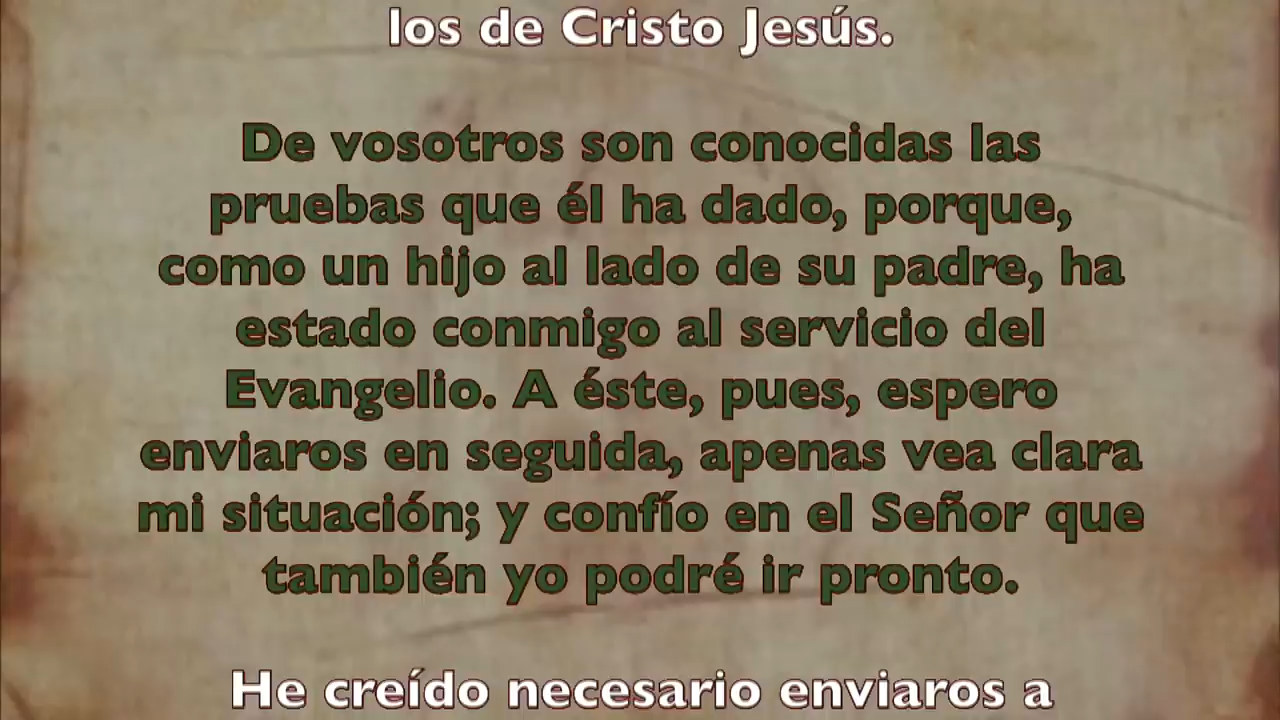 los de Cristo Jesús.
De vosotros son conocidas las
pruebas que él ha dado, porque,
como un hijo al lado de su padre, ha
estado conmigo al servicio del
Evangelio. A éste, pues, espero
enviaros en seguida, apenas vea clara
mi situación; y confío en el Señor que
también yo podré ir pronto.
He creído necesario enviaros a